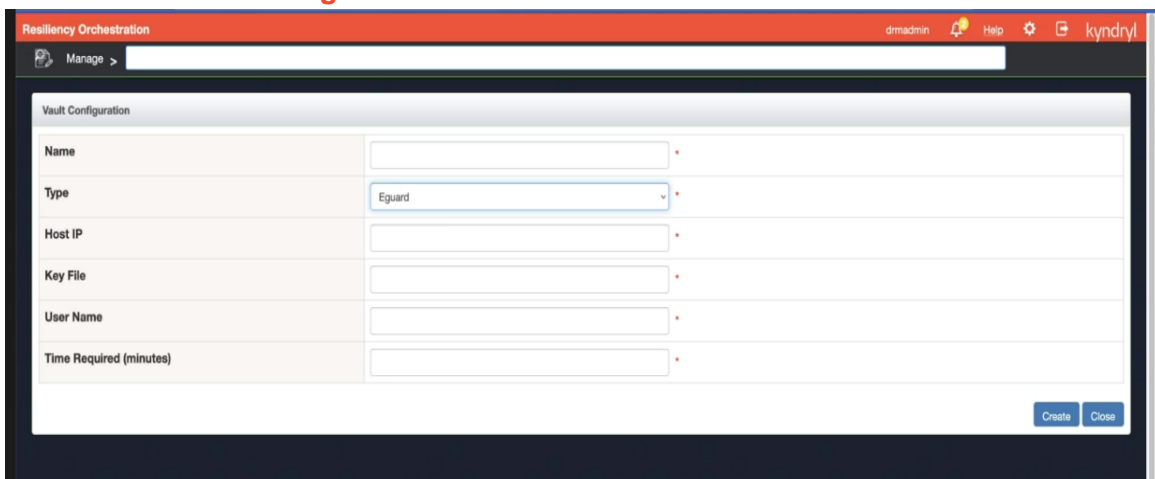 Resiliency Orchestration drmadmin 2 Help kyndryl
Manage >
Vault Configuration
Name *
Type Eguard *
Host IP *
Key File *
User Name *
Time Required (minutes) *
Create Close